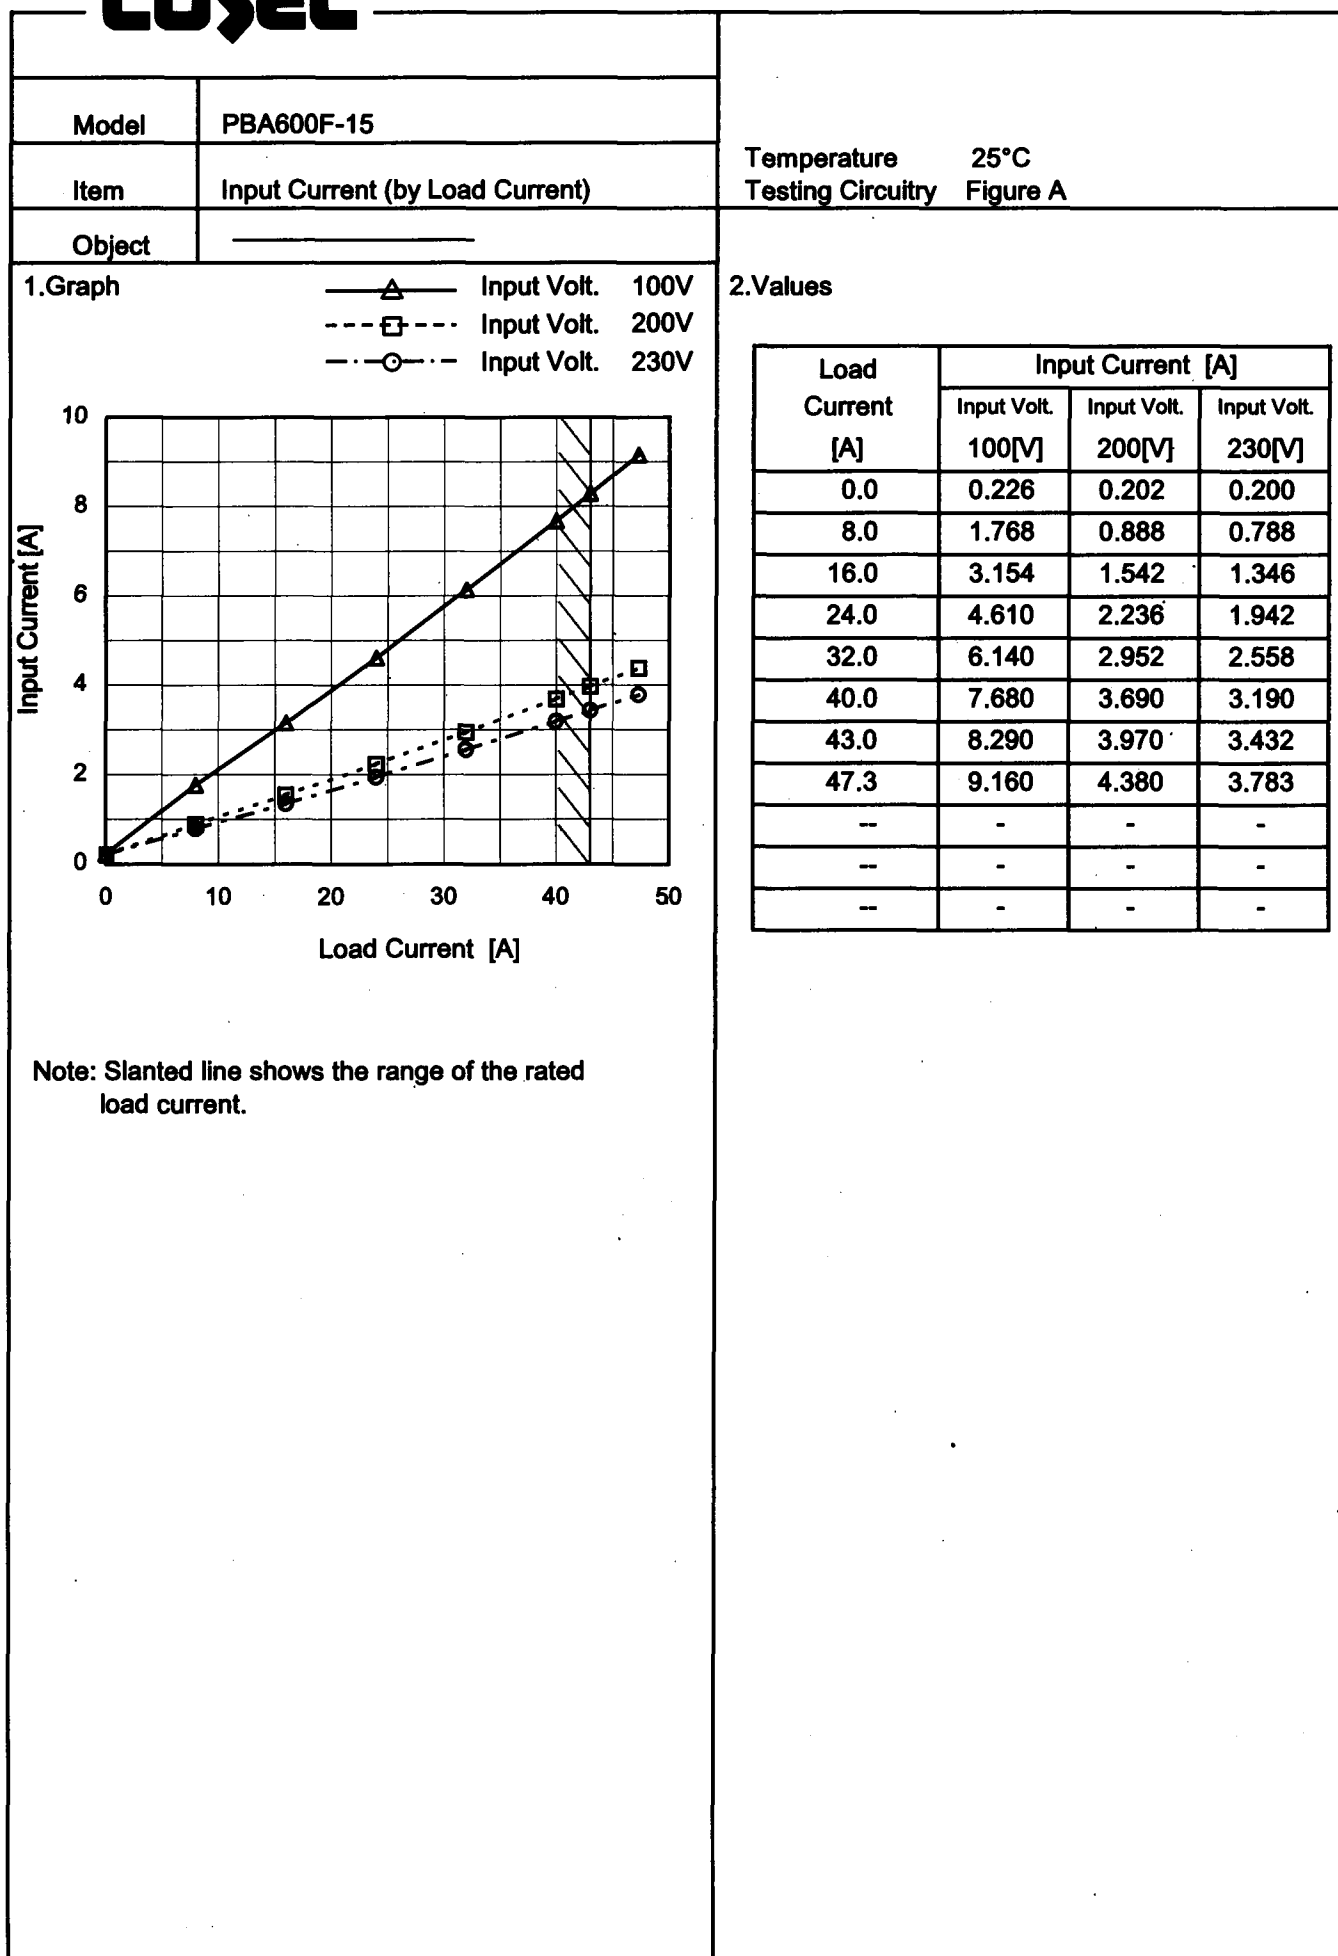 COSEL
Model PBA600F-15
Item Input Current (by Load Current)
Object
Temperature 25°C
Testing Circuitry Figure A
1.Graph
Input Volt. 100V
Input Volt. 200V
Input Volt. 230V
10
8
6
4
2
0
Input Current [A]
0 10 20 30 40 50
Load Current [A]
Note: Slanted line shows the range of the rated
load current.
2.Values
Load Input Current [A]
Current Input Volt. Input Volt. Input Volt.
[A] 100[V] 200[V] 230[V]
0.0 0.226 0.202 0.200
8.0 1.768 0.888 0.788
16.0 3.154 1.542 1.346
24.0 4.610 2.236 1.942
32.0 6.140 2.952 2.558
40.0 7.680 3.690 3.190
43.0 8.290 3.970 3.432
47.3 9.160 4.380 3.783
-- - - -
-- - - -
-- - - -